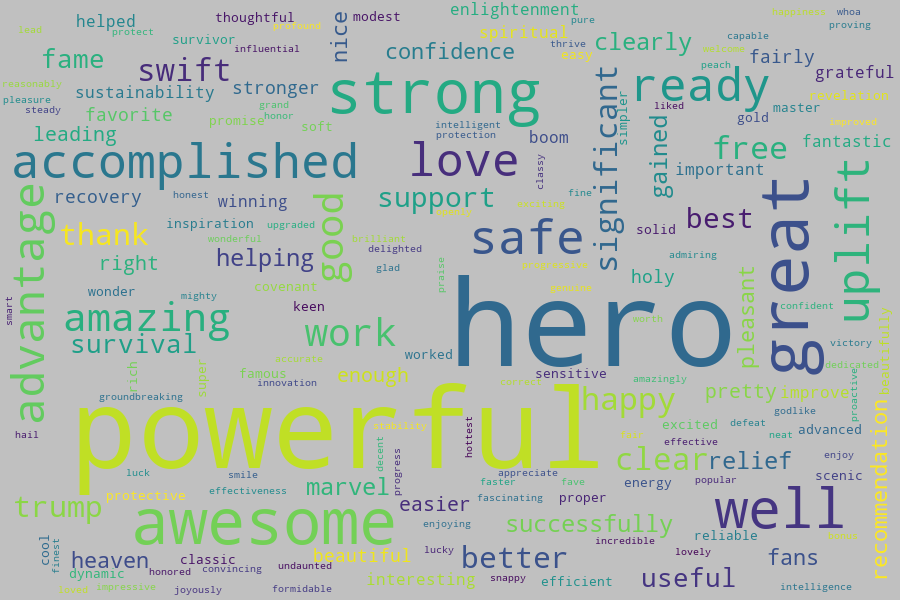 helped
thoughtful
profound
nice
modest
enlightenment
pure
whoa
proving
protect
survivor
influential
spiritual
thrive
easy
clearly
capable
fame
swift
confidence
peach
fairly
grateful
reasonably
pleasure
steady
sustainability
stronger
grand
honor
strong
ready
liked
gold
master
revelation
favorite
promise
soft
intelligent
protection
boom
simpler
improved
leading
accomplished
love
classy
significant
gained
important
free
fantastic
recovery
honest
winning
support
fine
safe
solid
best
great
uplift
advantage
thank
inspiration
upgraded
wonderful
good
brilliant
delighted
admiring
right
helping
glad
praise
progressive
holy
smart
wonder
mighty
covenant
keen
genuine
hero
worth
pleasant
confident
amazing
survival
work
worked
victory
beautifully
rich
super
famous
innovation
favorite
enough
sensitive
amazingly
dedicated
groundbreaking
powerful
happy
pretty
improve
proactive
godlike
hail
stability
hottest
excited
defeat
neat
advanced
effective
recommendation
decent
progress
luck
smile
effectiveness
appreciate
clear
relief
enjoy
scenic
energy
popular
trump
protective
marvel
easier
faster
fave
fascinating
proper
well
awesome
enjoying
successfully
incredible
reliable
cool
finest
heaven
classic
undaunted
beautiful
lucky
better
lovely
fans
dynamic
honored
convincing
interesting
snappy
efficient
useful
intelligence
impressive
joyously
formidable